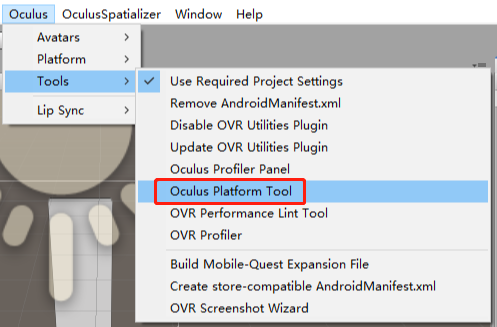 Oculus OculusSpatializer Window Help
Avatars
Platform
Tools
Lip Sync
Use Required Project Settings
Remove AndroidManifest.xml
Disable OVR Utilities Plugin
Update OVR Utilities Plugin
Oculus Profiler Panel
Oculus Platform Tool
OVR Performance Lint Tool
OVR Profiler
Build Mobile-Quest Expansion File
Create store-compatible AndroidManifest.xml
OVR Screenshot Wizard